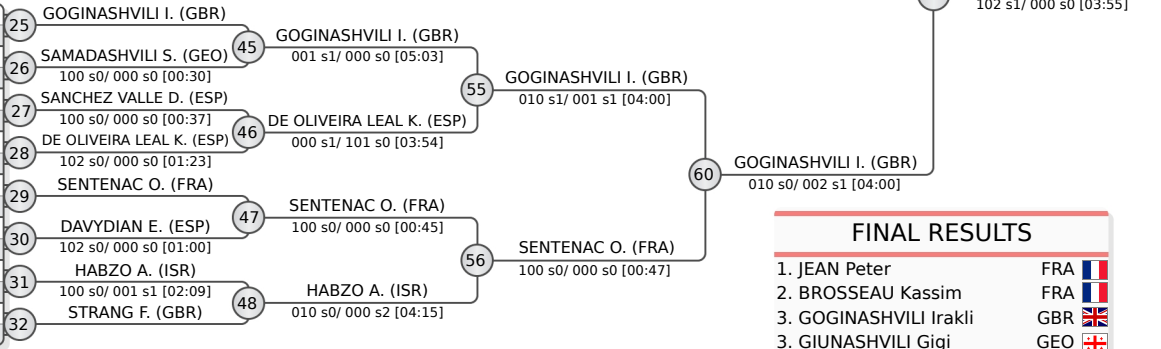 102 s1/ 000 s0 [03:55]
25
GOGINASHVILI I. (GBR)
45
GOGINASHVILI I. (GBR)
001 s1/ 000 s0 [05:03]
26
SAMADASHVILI S. (GEO)
100 s0/ 000 s0 [00:30]
55
GOGINASHVILI I. (GBR)
010 s1/ 001 s1 [04:00]
27
SANCHEZ VALLE D. (ESP)
100 s0/ 000 s0 [00:37]
46
DE OLIVEIRA LEAL K. (ESP)
000 s1/ 101 s0 [03:54]
28
DE OLIVEIRA LEAL K. (ESP)
102 s0/ 000 s0 [01:23]
60
GOGINASHVILI I. (GBR)
010 s0/ 002 s1 [04:00]
29
SENTENAC O. (FRA)
47
SENTENAC O. (FRA)
100 s0/ 000 s0 [00:45]
30
DAVYDIAN E. (ESP)
102 s0/ 000 s0 [01:00]
56
SENTENAC O. (FRA)
100 s0/ 000 s0 [00:47]
31
HABZO A. (ISR)
100 s0/ 001 s1 [02:09]
48
HABZO A. (ISR)
010 s0/ 000 s2 [04:15]
32
STRANG F. (GBR)
FINAL RESULTS
1. JEAN Peter FRA
2. BROSSEAU Kassim FRA
3. GOGINASHVILI Irakli GBR
3. GIUNASHVILI Gigi GEO